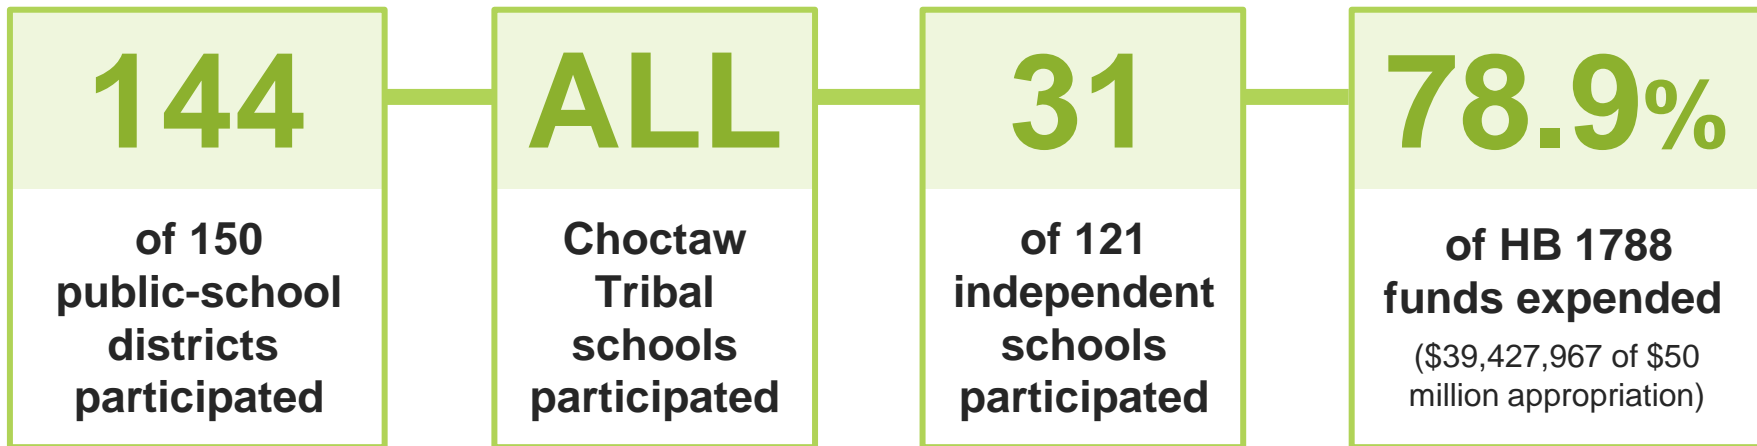 144
of 150
public-school
districts
participated
ALL
Choctaw
Tribal
schools
participated
31
of 121
independent
schools
participated
78.9%
of HB 1788
funds expended
($39,427,967 of $50
million appropriation)